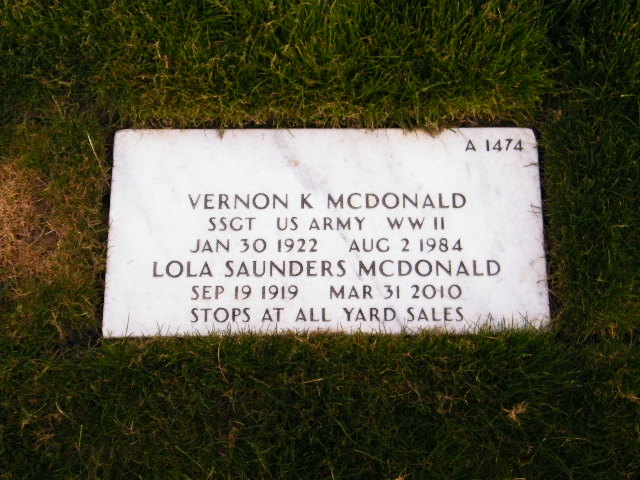 A 1474
VERNON K MCDONALD
SSGT US ARMY WW II
JAN 30 1922 AUG 2 1984
LOLA SAUNDERS MCDONALD
SEP 19 1919 MAR 31 2010
STOPS AT ALL YARD SALES